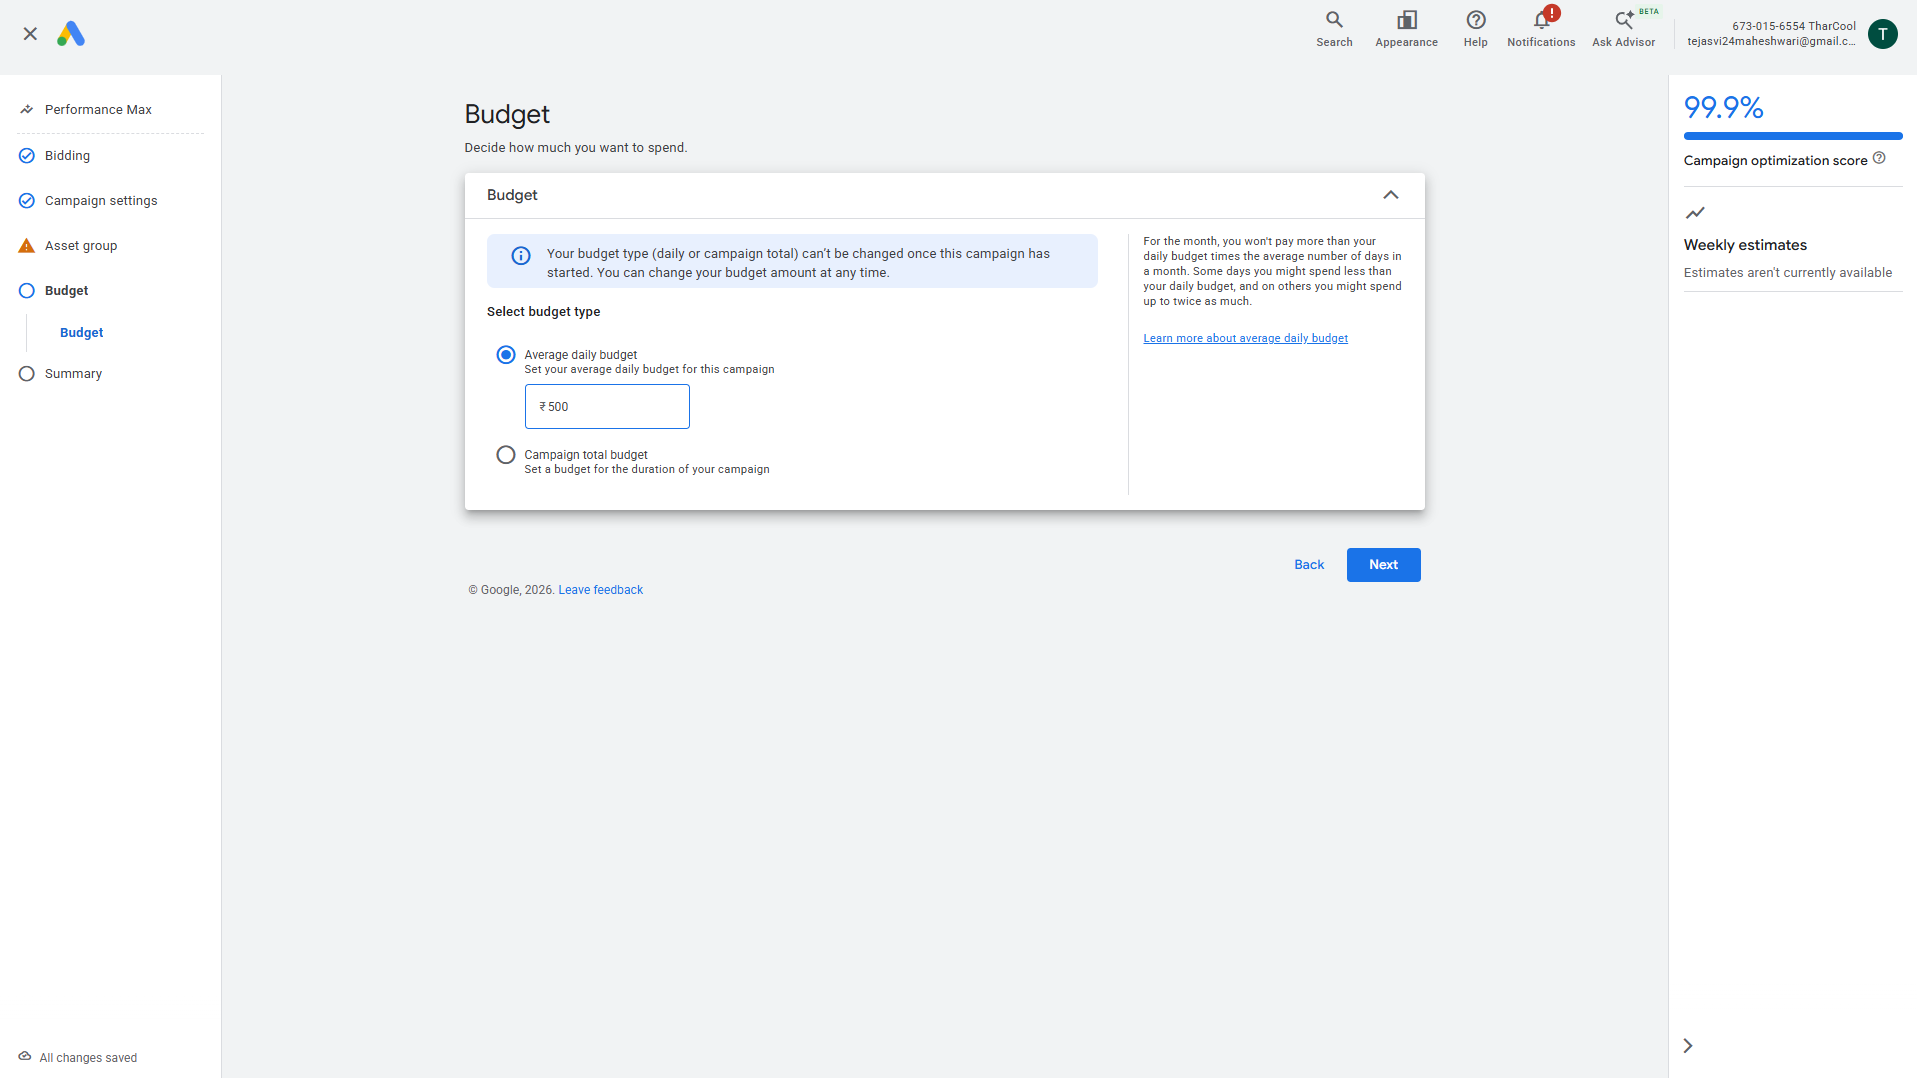 Search
Appearance
Help
!
Notifications
BETA
Ask Advisor
673-015-6554 TharCool
tejasvi24maheshwari@gmail.c...
T
Performance Max
Bidding
Campaign settings
Asset group
Budget
Budget
Summary
All changes saved
Budget
Decide how much you want to spend.
Budget
Your budget type (daily or campaign total) can't be changed once this campaign has
started. You can change your budget amount at any time.
Select budget type
Average daily budget
Set your average daily budget for this campaign
₹ 500
Campaign total budget
Set a budget for the duration of your campaign
For the month, you won't pay more than your
daily budget times the average number of days in
a month. Some days you might spend less than
your daily budget, and on others you might spend
up to twice as much.
Learn more about average daily budget
Back
Next
© Google, 2026. Leave feedback
99.9%
Campaign optimization score
Weekly estimates
Estimates aren't currently available